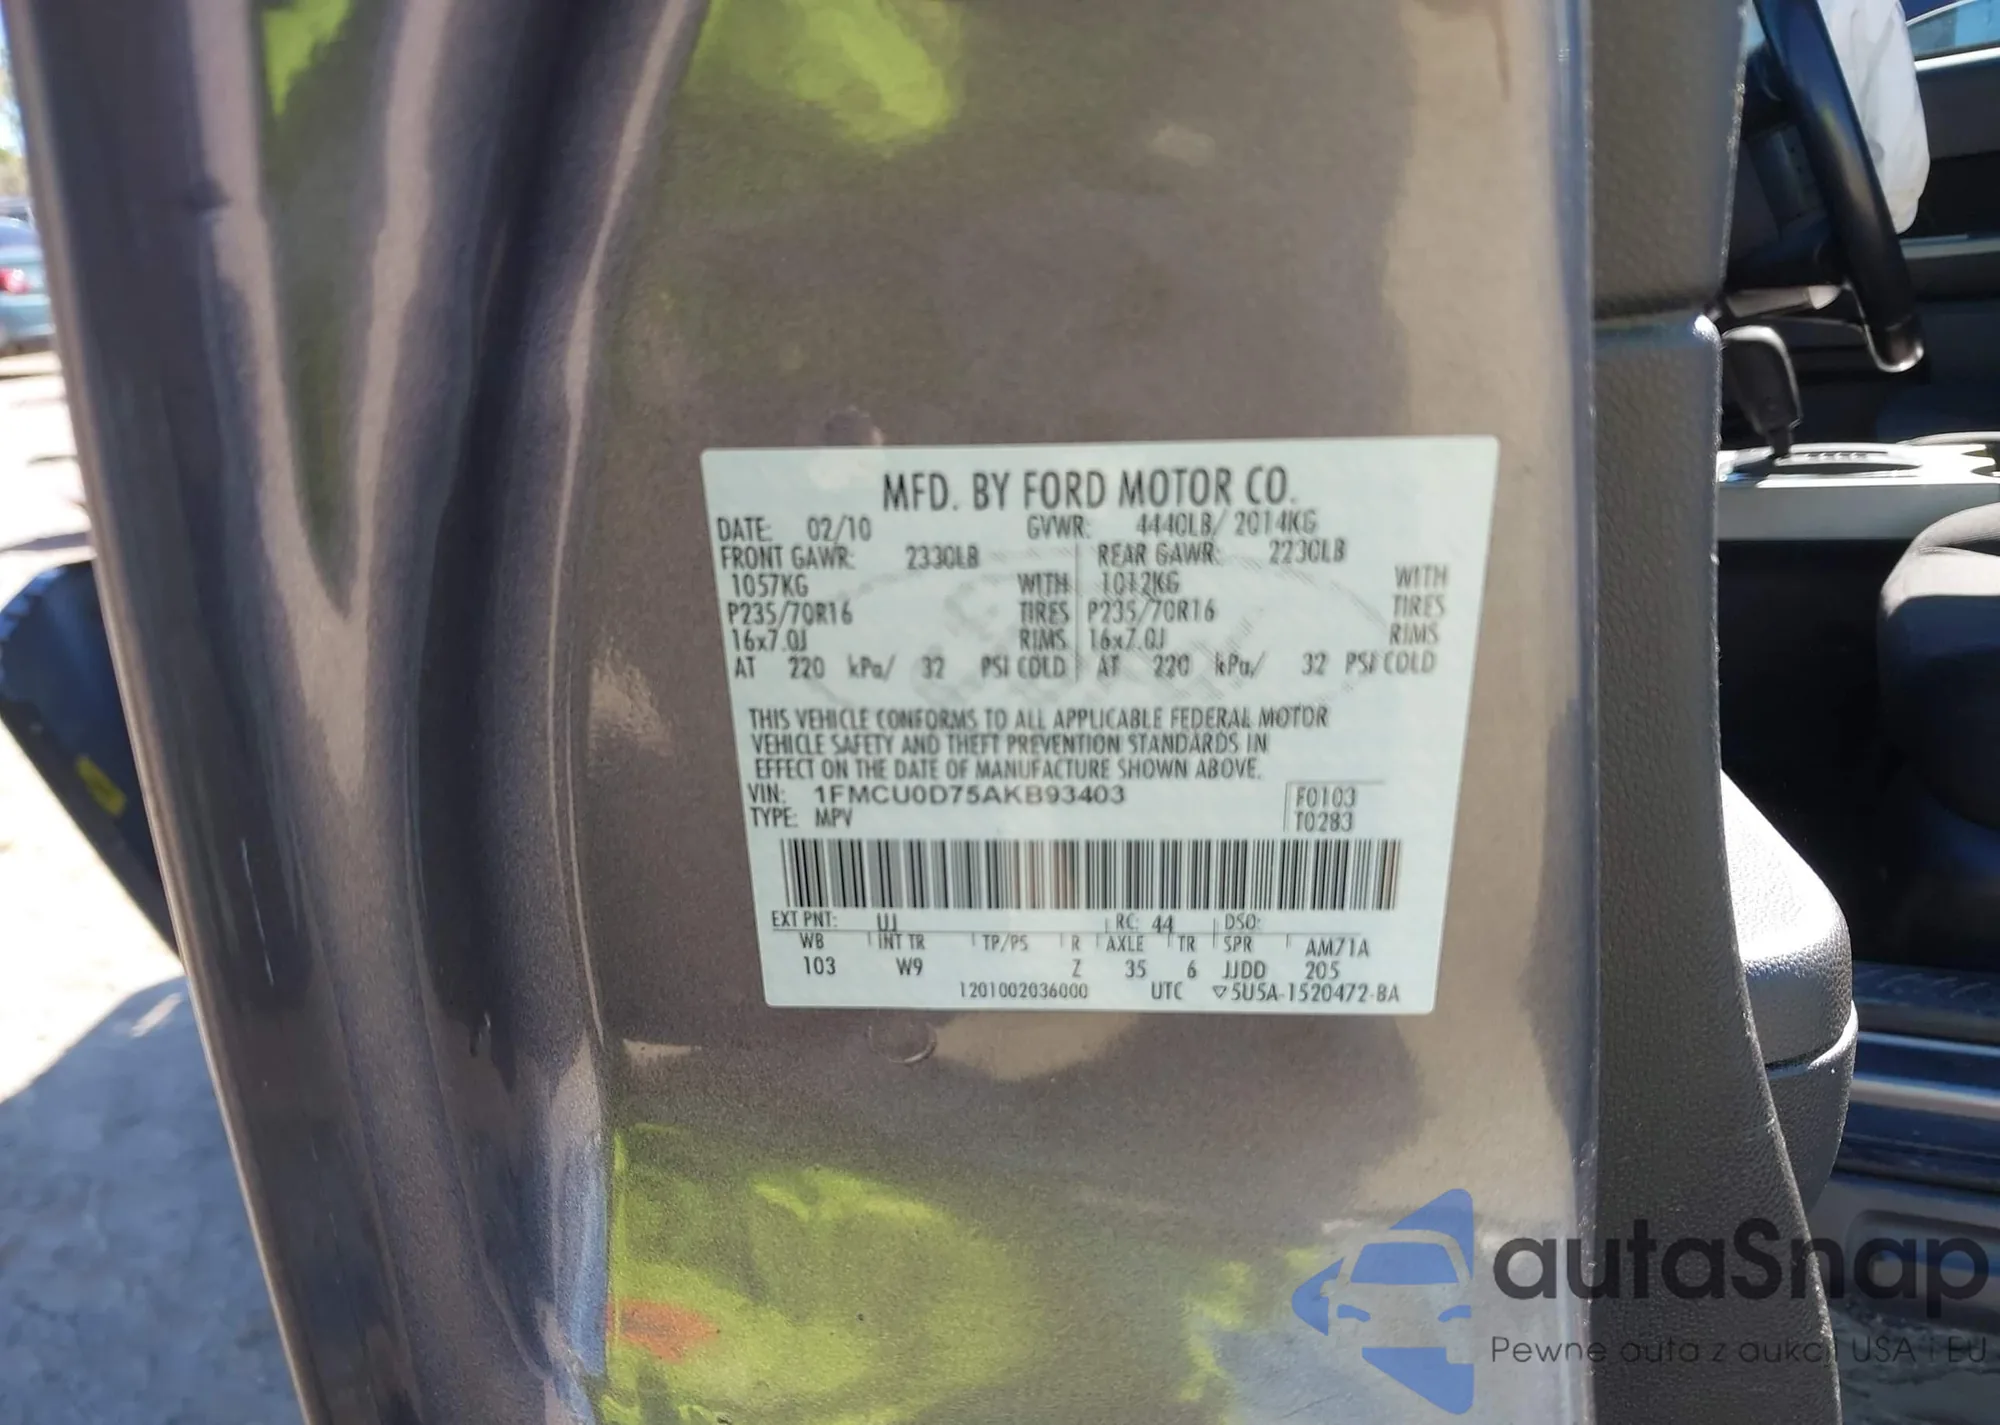 MFD. BY FORD MOTOR CO.
DATE: 02/10 GVWR: 4440LB/ 2014KG
FRONT GAWR: 2330LB REAR GAWR: 2230LB
1057KG WITH 1012KG WITH
P235/70R16 TIRES P235/70R16 TIRES
16x7.0J RIMS 16x7.0J RIMS
AT 220 kPa/ 32 PSI COLD AT 220 kPa/ 32 PSI COLD
THIS VEHICLE CONFORMS TO ALL APPLICABLE FEDERAL MOTOR
VEHICLE SAFETY AND THEFT PREVENTION STANDARDS IN
EFFECT ON THE DATE OF MANUFACTURE SHOWN ABOVE.
VIN: 1FMCU0D75AKB93403 F0103
TYPE: MPV T0283
EXT PNT: UJ RC: 44 DSO:
WB INT TR TP/PS R AXLE TR SPR AM71A
103 W9 Z 35 6 JJDD 205
1201002036000 UTC ▽5U5A-1520472-BA
autaSnap
Pewne auta z aukcji USA i EU